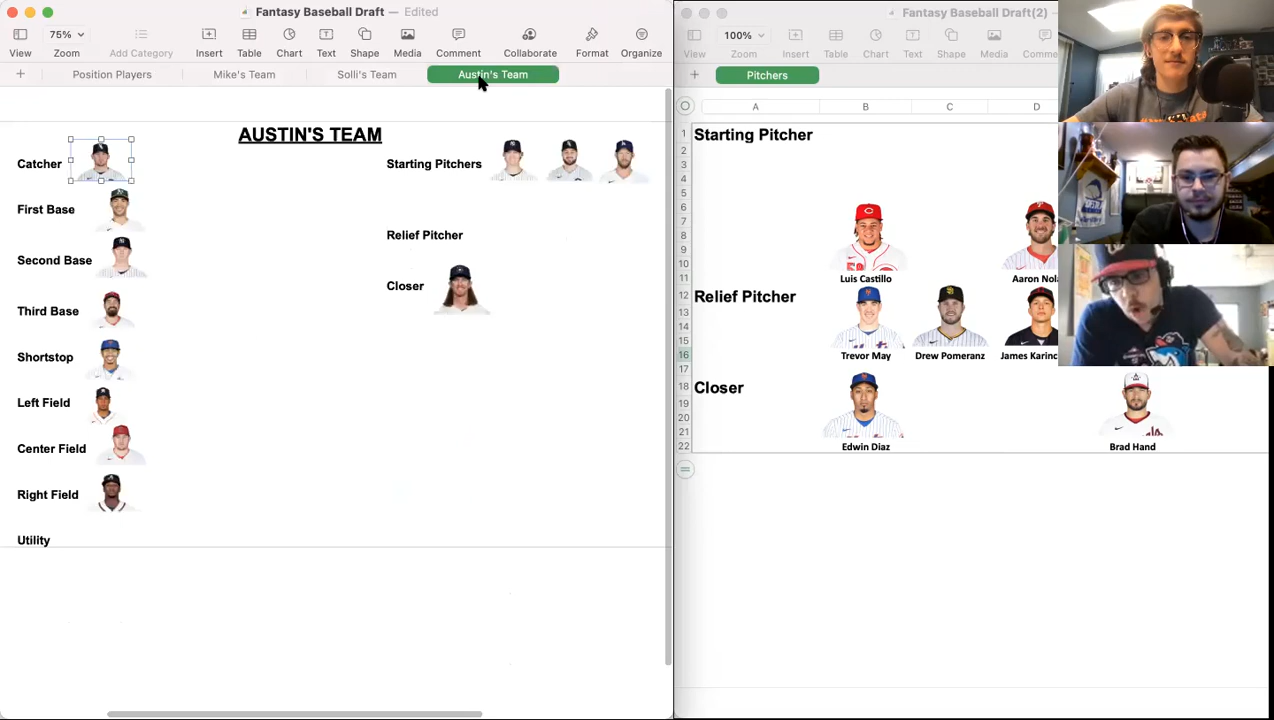 Fantasy Baseball Draft — Edited
75%
View Zoom Add Category Insert Table Chart Text Shape Media Comment Collaborate Format Organize
Position Players Mike's Team Solli's Team Austin's Team
AUSTIN'S TEAM
Catcher
First Base
Second Base
Third Base
Shortstop
Left Field
Center Field
Right Field
Utility
Starting Pitchers
Relief Pitcher
Closer
Fantasy Baseball Draft(2) —
100%
View Zoom Insert Table Chart Text Shape Media Comme
Pitchers
A B C D
1 Starting Pitcher
2
3
4
5
6
7
8
9
10
11 Luis Castillo Aaron Nola
12 Relief Pitcher
13
14
15
16 Trevor May Drew Pomeranz James Karinc
17
18 Closer
19
20
21
22 Edwin Diaz Brad Hand